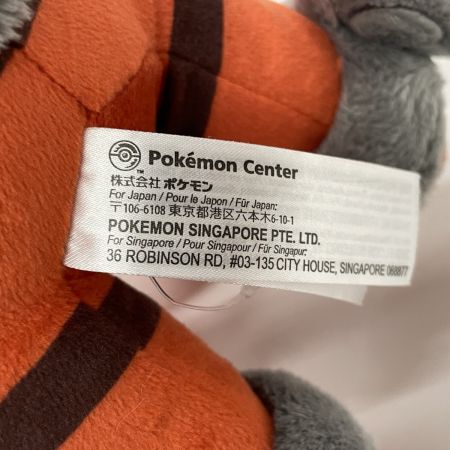 Pokémon Center
TM
株式会社 ポケモン
For Japan / Pour le Japon / Für Japan:
〒106-6108 東京都港区六本木6-10-1
POKEMON SINGAPORE PTE. LTD.
For Singapore / Pour Singapour / Für Singapur:
36 ROBINSON RD, #03-135 CITY HOUSE, SINGAPORE 068877